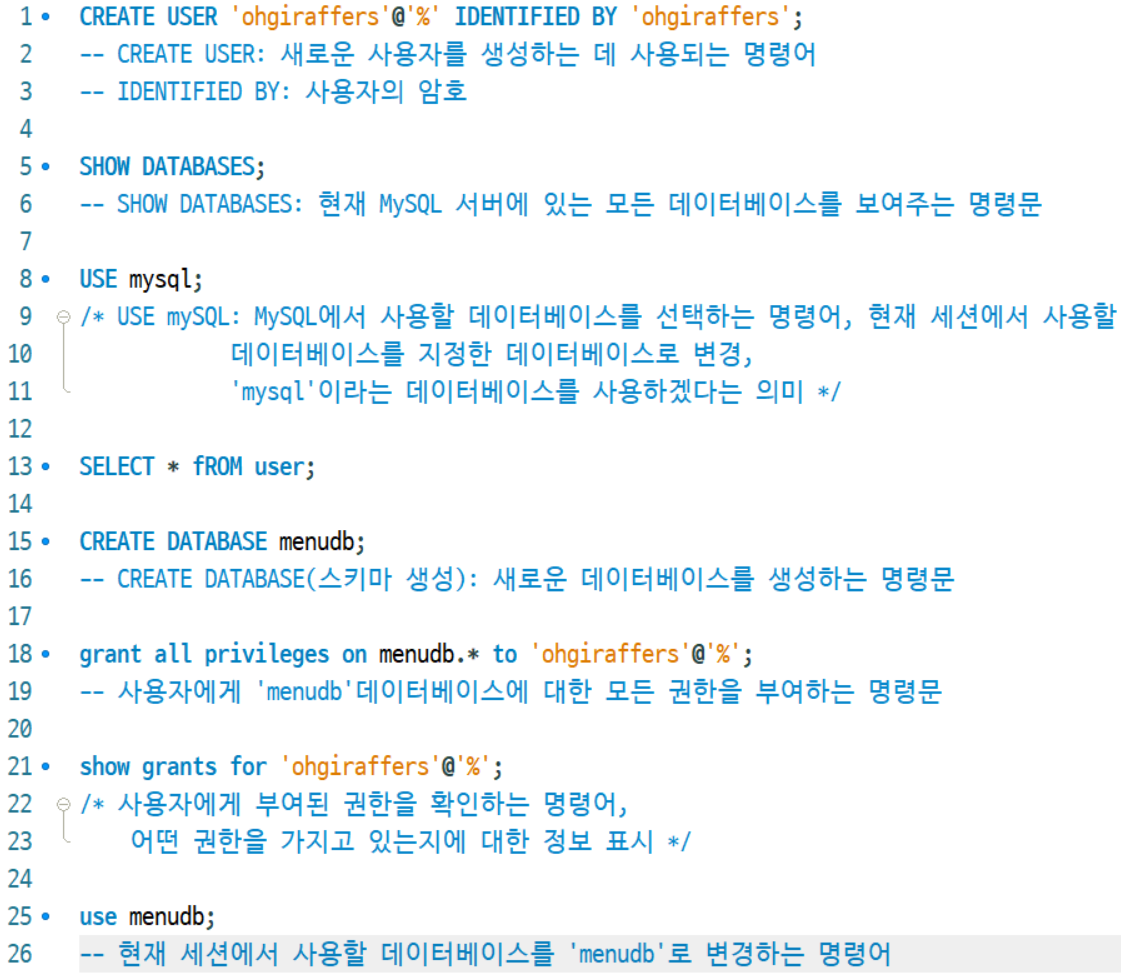 1 CREATE USER 'ohgiraffers'@'%' IDENTIFIED BY 'ohgiraffers';
2 -- CREATE USER: 새로운 사용자를 생성하는 데 사용되는 명령어
3 -- IDENTIFIED BY: 사용자의 암호
4
5 SHOW DATABASES;
6 -- SHOW DATABASES: 현재 MySQL 서버에 있는 모든 데이터베이스를 보여주는 명령문
7
8 USE mysql;
9 /* USE mySQL: MySQL에서 사용할 데이터베이스를 선택하는 명령어, 현재 세션에서 사용할
10 데이터베이스를 지정한 데이터베이스로 변경,
11 'mysql'이라는 데이터베이스를 사용하겠다는 의미 */
12
13 SELECT * fROM user;
14
15 CREATE DATABASE menudb;
16 -- CREATE DATABASE(스키마 생성): 새로운 데이터베이스를 생성하는 명령문
17
18 grant all privileges on menudb.* to 'ohgiraffers'@'%';
19 -- 사용자에게 'menudb'데이터베이스에 대한 모든 권한을 부여하는 명령문
20
21 show grants for 'ohgiraffers'@'%';
22 /* 사용자에게 부여된 권한을 확인하는 명령어,
23 어떤 권한을 가지고 있는지에 대한 정보 표시 */
24
25 use menudb;
26 -- 현재 세션에서 사용할 데이터베이스를 'menudb'로 변경하는 명령어